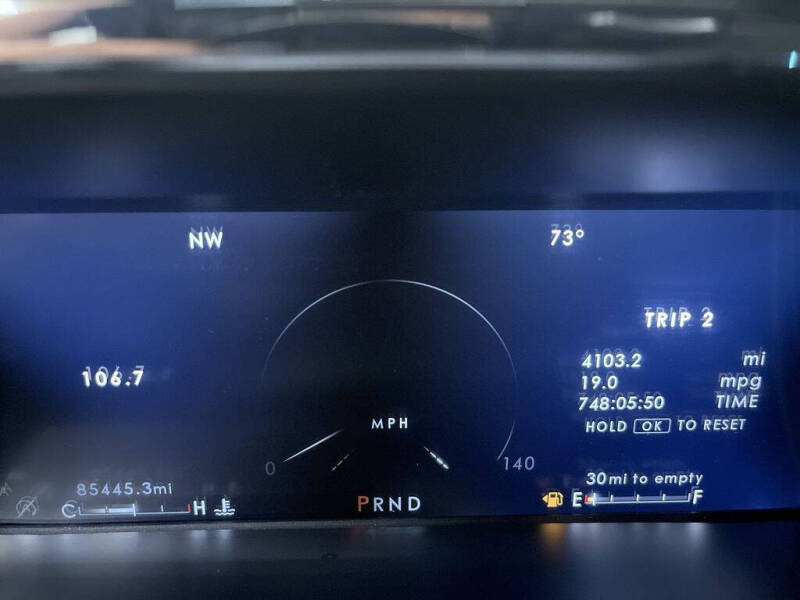 NW 73°
TRIP 2
4103.2 mi
106.7
19.0 mpg
748:05:50 TIME
MPH
HOLD OK TO RESET
0 140
85445.3mi
30mi to empty
C H
PRND
E F